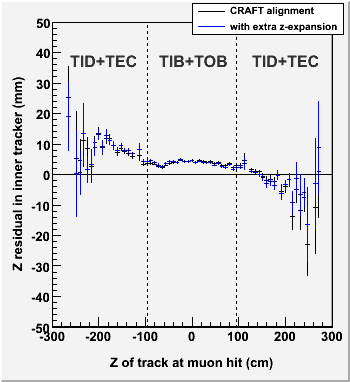 CRAFT alignment
with extra z-expansion
50
40
30
20
10
0
-10
-20
-30
-40
-50
TID+TEC TIB+TOB TID+TEC
Z residual in inner tracker (mm)
-300 -200 -100 0 100 200 300
Z of track at muon hit (cm)